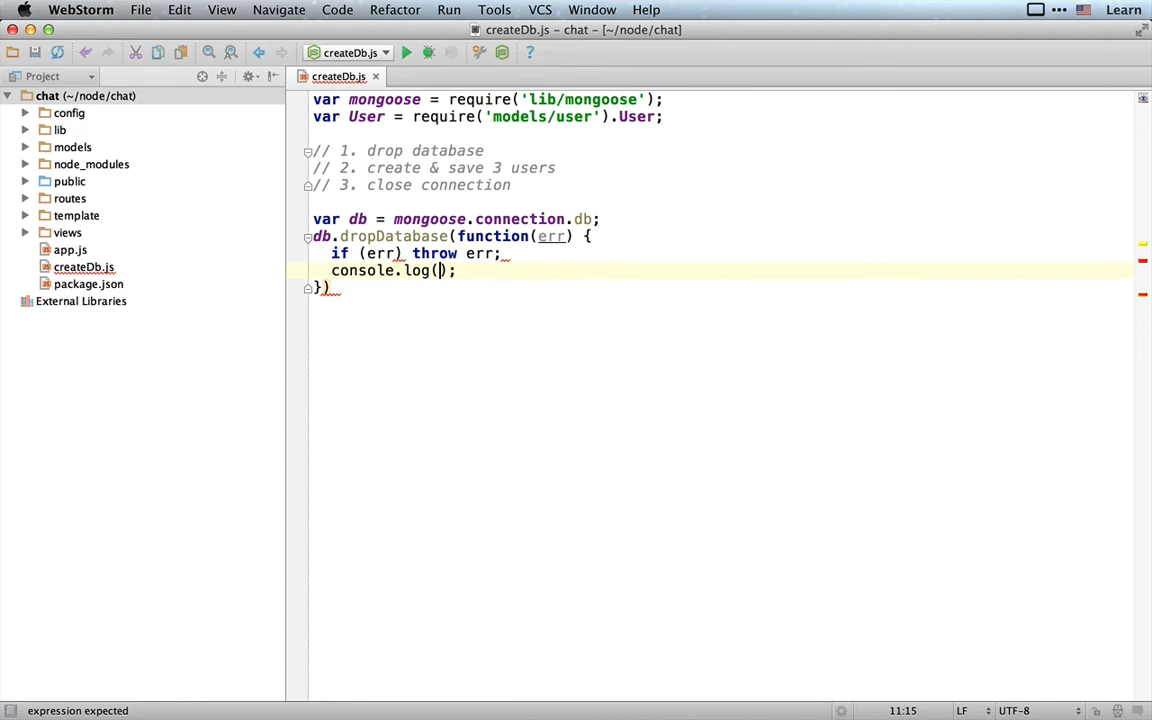 WebStorm File Edit View Navigate Code Refactor Run Tools VCS Window Help Learn
createDb.js – chat – [~/node/chat]
createDb.js
Project createDb.js
chat (~/node/chat)
config
lib
models
node_modules
public
routes
template
views
app.js
createDb.js
package.json
External Libraries
var mongoose = require('lib/mongoose');
var User = require('models/user').User;
// 1. drop database
// 2. create & save 3 users
// 3. close connection
var db = mongoose.connection.db;
db.dropDatabase(function(err) {
if (err) throw err;
console.log();
})
expression expected 11:15 LF UTF-8